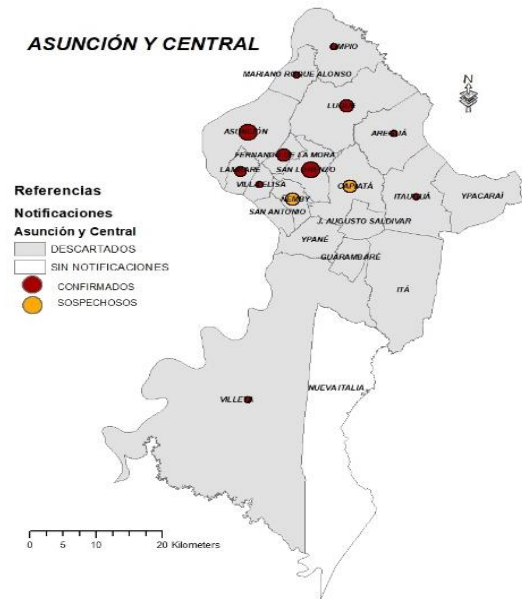 ASUNCIÓN Y CENTRAL
LIMPIO
MARIANO ROQUE ALONSO
N
LUQUE
ASUNCIÓN
AREGUÁ
FERNANDO DE LA MORA
LAMBARÉ
SAN LORENZO
VILLA ELISA
CAPIATÁ
ITAUGUÁ
YPACARAÍ
ÑEMBY
SAN ANTONIO
J. AUGUSTO SALDIVAR
YPANÉ
GUARAMBARÉ
ITÁ
Referencias
Notificaciones
Asunción y Central
DESCARTADOS
SIN NOTIFICACIONES
CONFIRMADOS
SOSPECHOSOS
NUEVA ITALIA
VILLETA
0 5 10 20 Kilometers